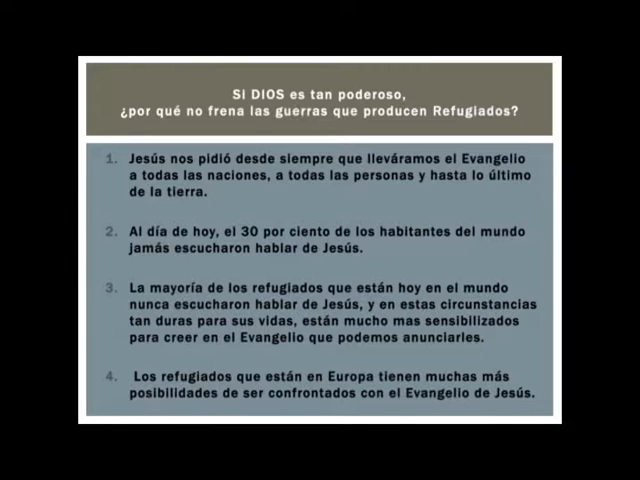 Si DIOS es tan poderoso,
¿por qué no frena las guerras que producen Refugiados?
1. Jesús nos pidió desde siempre que lleváramos el Evangelio
a todas las naciones, a todas las personas y hasta lo último
de la tierra.
2. Al día de hoy, el 30 por ciento de los habitantes del mundo
jamás escucharon hablar de Jesús.
3. La mayoría de los refugiados que están hoy en el mundo
nunca escucharon hablar de Jesús, y en estas circunstancias
tan duras para sus vidas, están mucho mas sensibilizados
para creer en el Evangelio que podemos anunciarles.
4. Los refugiados que están en Europa tienen muchas más
posibilidades de ser confrontados con el Evangelio de Jesús.